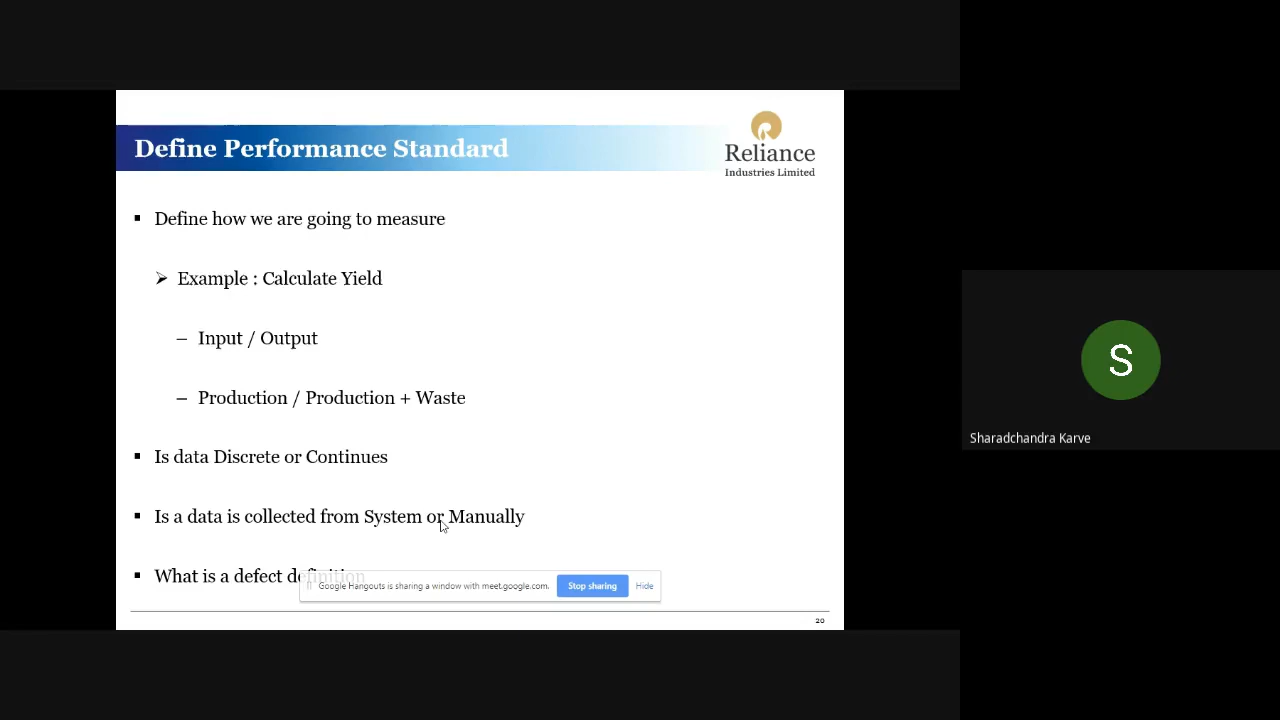 Define Performance Standard
Reliance
Industries Limited
Define how we are going to measure
Example : Calculate Yield
– Input / Output
– Production / Production + Waste
Is data Discrete or Continues
Is a data is collected from System or Manually
What is a defect definition
Google Hangouts is sharing a window with meet.google.com.
Stop sharing
Hide
20
S
Sharadchandra Karve